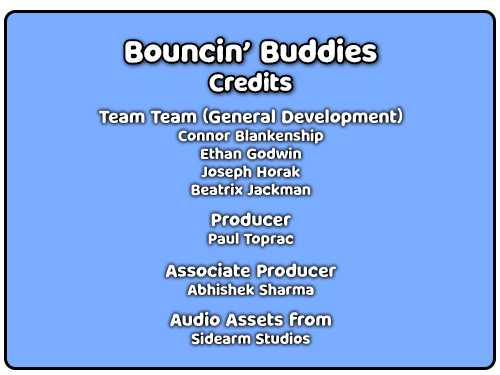 Bouncin’ Buddies
Credits
Team Team (General Development)
Connor Blankenship
Ethan Godwin
Joseph Horak
Beatrix Jackman
Producer
Paul Toprac
Associate Producer
Abhishek Sharma
Audio Assets from
Sidearm Studios